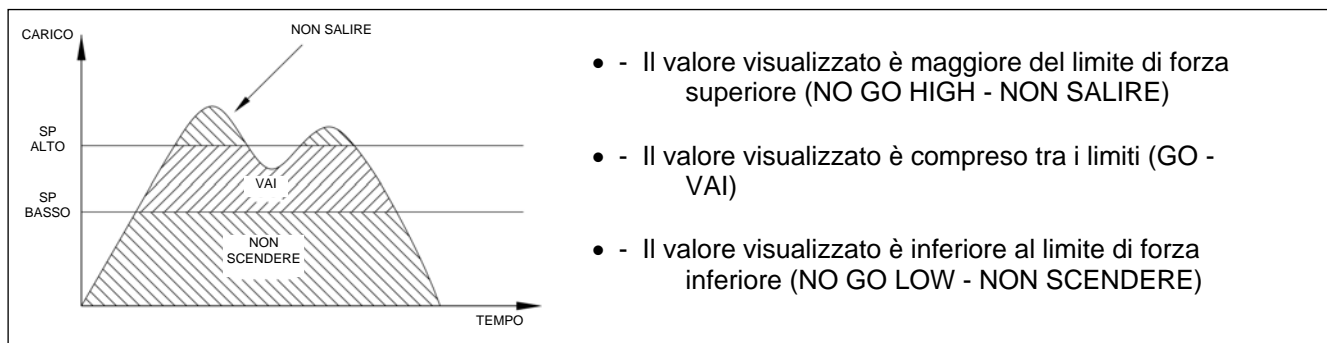 CARICO
NON SALIRE
SP
ALTO
VAI
SP
BASSO
NON
SCENDERE
TEMPO
• - Il valore visualizzato è maggiore del limite di forza
superiore (NO GO HIGH - NON SALIRE)
• - Il valore visualizzato è compreso tra i limiti (GO -
VAI)
• - Il valore visualizzato è inferiore al limite di forza
inferiore (NO GO LOW - NON SCENDERE)